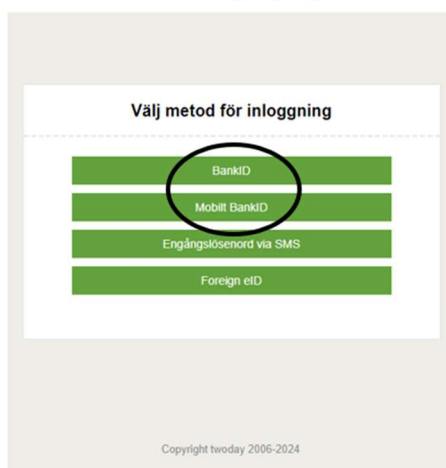 Välj metod för inloggning
BankID
Mobilt BankID
Engångslösenord via SMS
Foreign eID
Copyright twoday 2006-2024